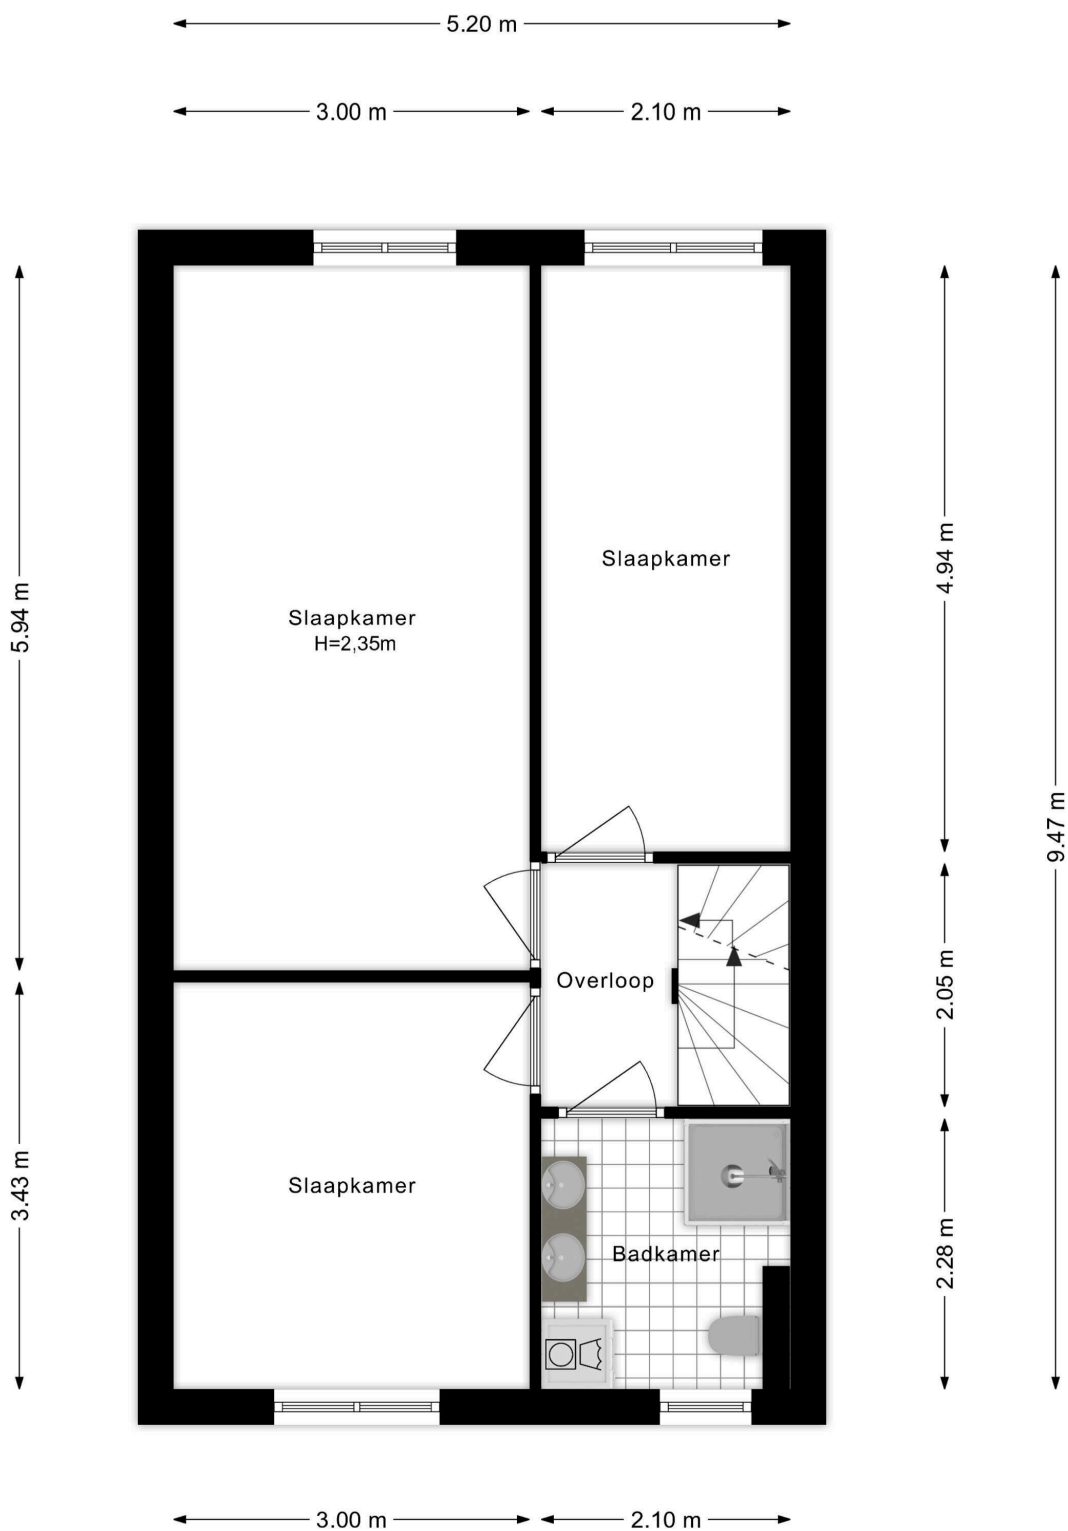 5.20 m
3.00 m
2.10 m
Slaapkamer
Slaapkamer
H=2,35m
4.94 m
5.94 m
9.47 m
Overloop
2.05 m
Slaapkamer
3.43 m
Badkamer
2.28 m
3.00 m
2.10 m